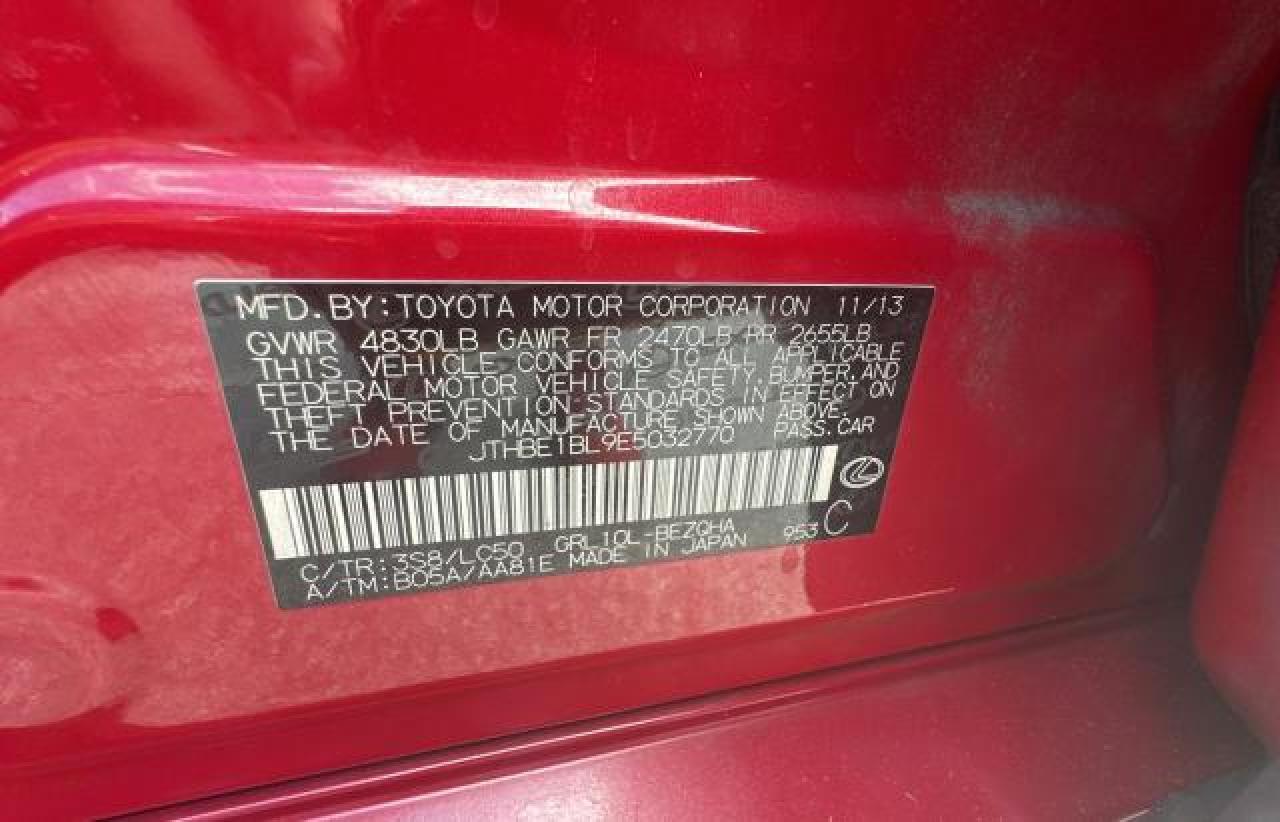 MFD. BY: TOYOTA MOTOR CORPORATION 11/13
GVWR 4830LB GAWR FR 2470LB RR 2655LB
THIS VEHICLE CONFORMS TO ALL APPLICABLE
FEDERAL MOTOR VEHICLE SAFETY, BUMPER, AND
THEFT PREVENTION STANDARDS IN EFFECT ON
THE DATE OF MANUFACTURE SHOWN ABOVE.
JTHBE1BL9E5032770 PASS.CAR
C/TR:3S8/LC50 GRL10L-BEZQHA 953 C
A/TM:B05A/AA81E MADE IN JAPAN